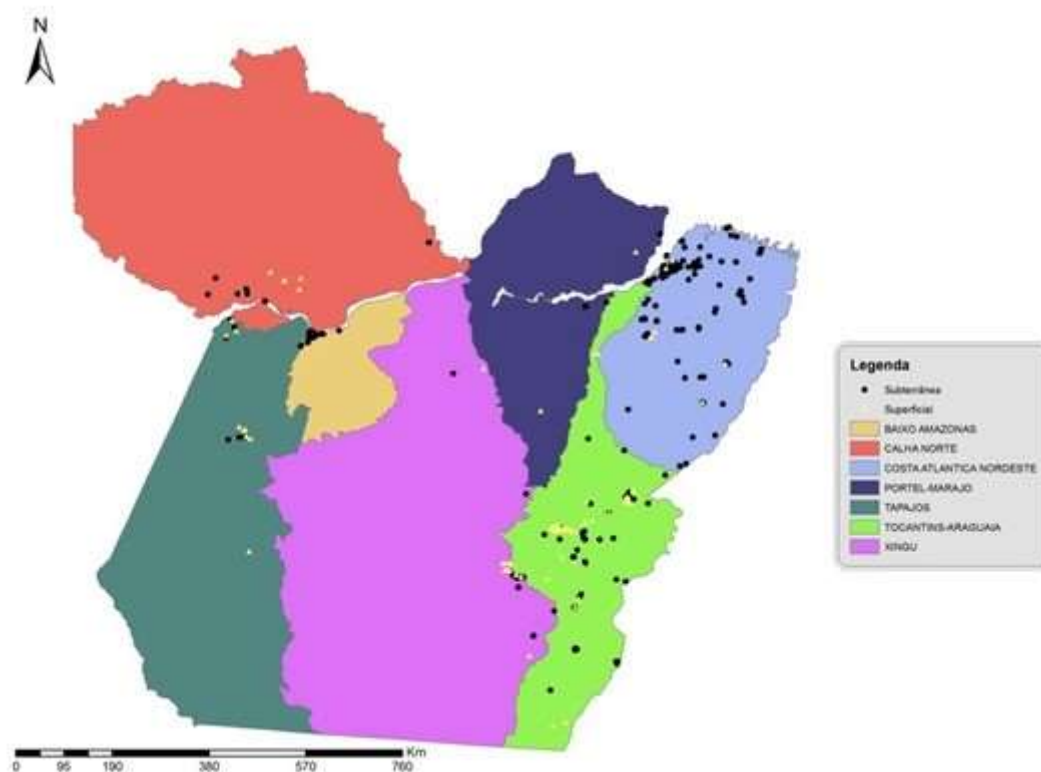 N
Legenda
Subterrânea
Superficial
BAIXO AMAZONAS
CALHA NORTE
COSTA ATLANTICA NORDESTE
PORTEL-MARAJO
TAPAJOS
TOCANTINS-ARAGUAIA
XINGU
Km
0 95 190 380 570 760